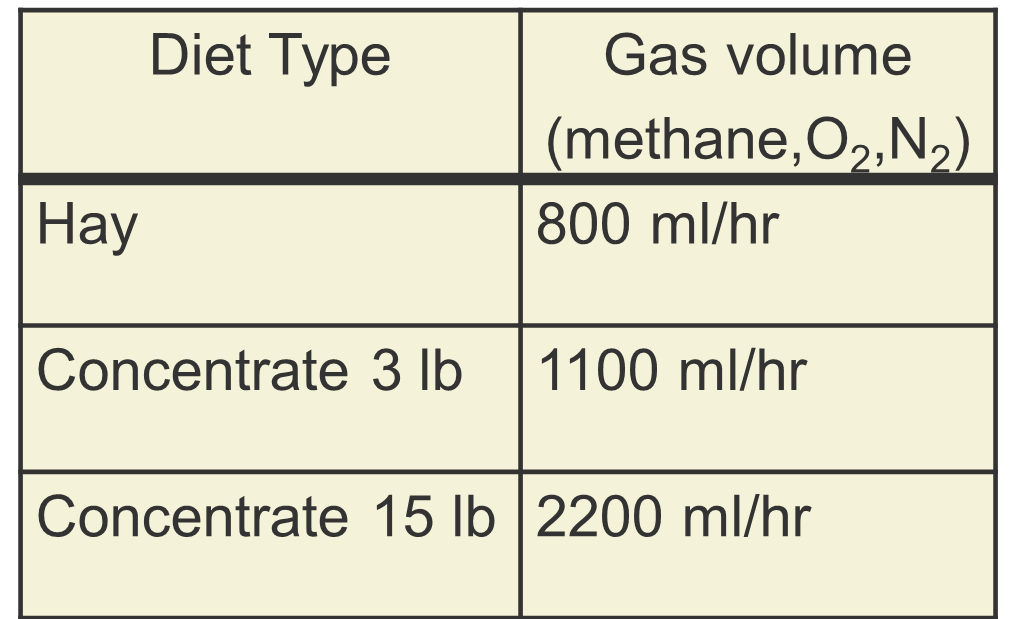 Diet Type
Gas volume
(methane,O₂,N₂)
Hay
800 ml/hr
Concentrate 3 lb
1100 ml/hr
Concentrate 15 lb
2200 ml/hr